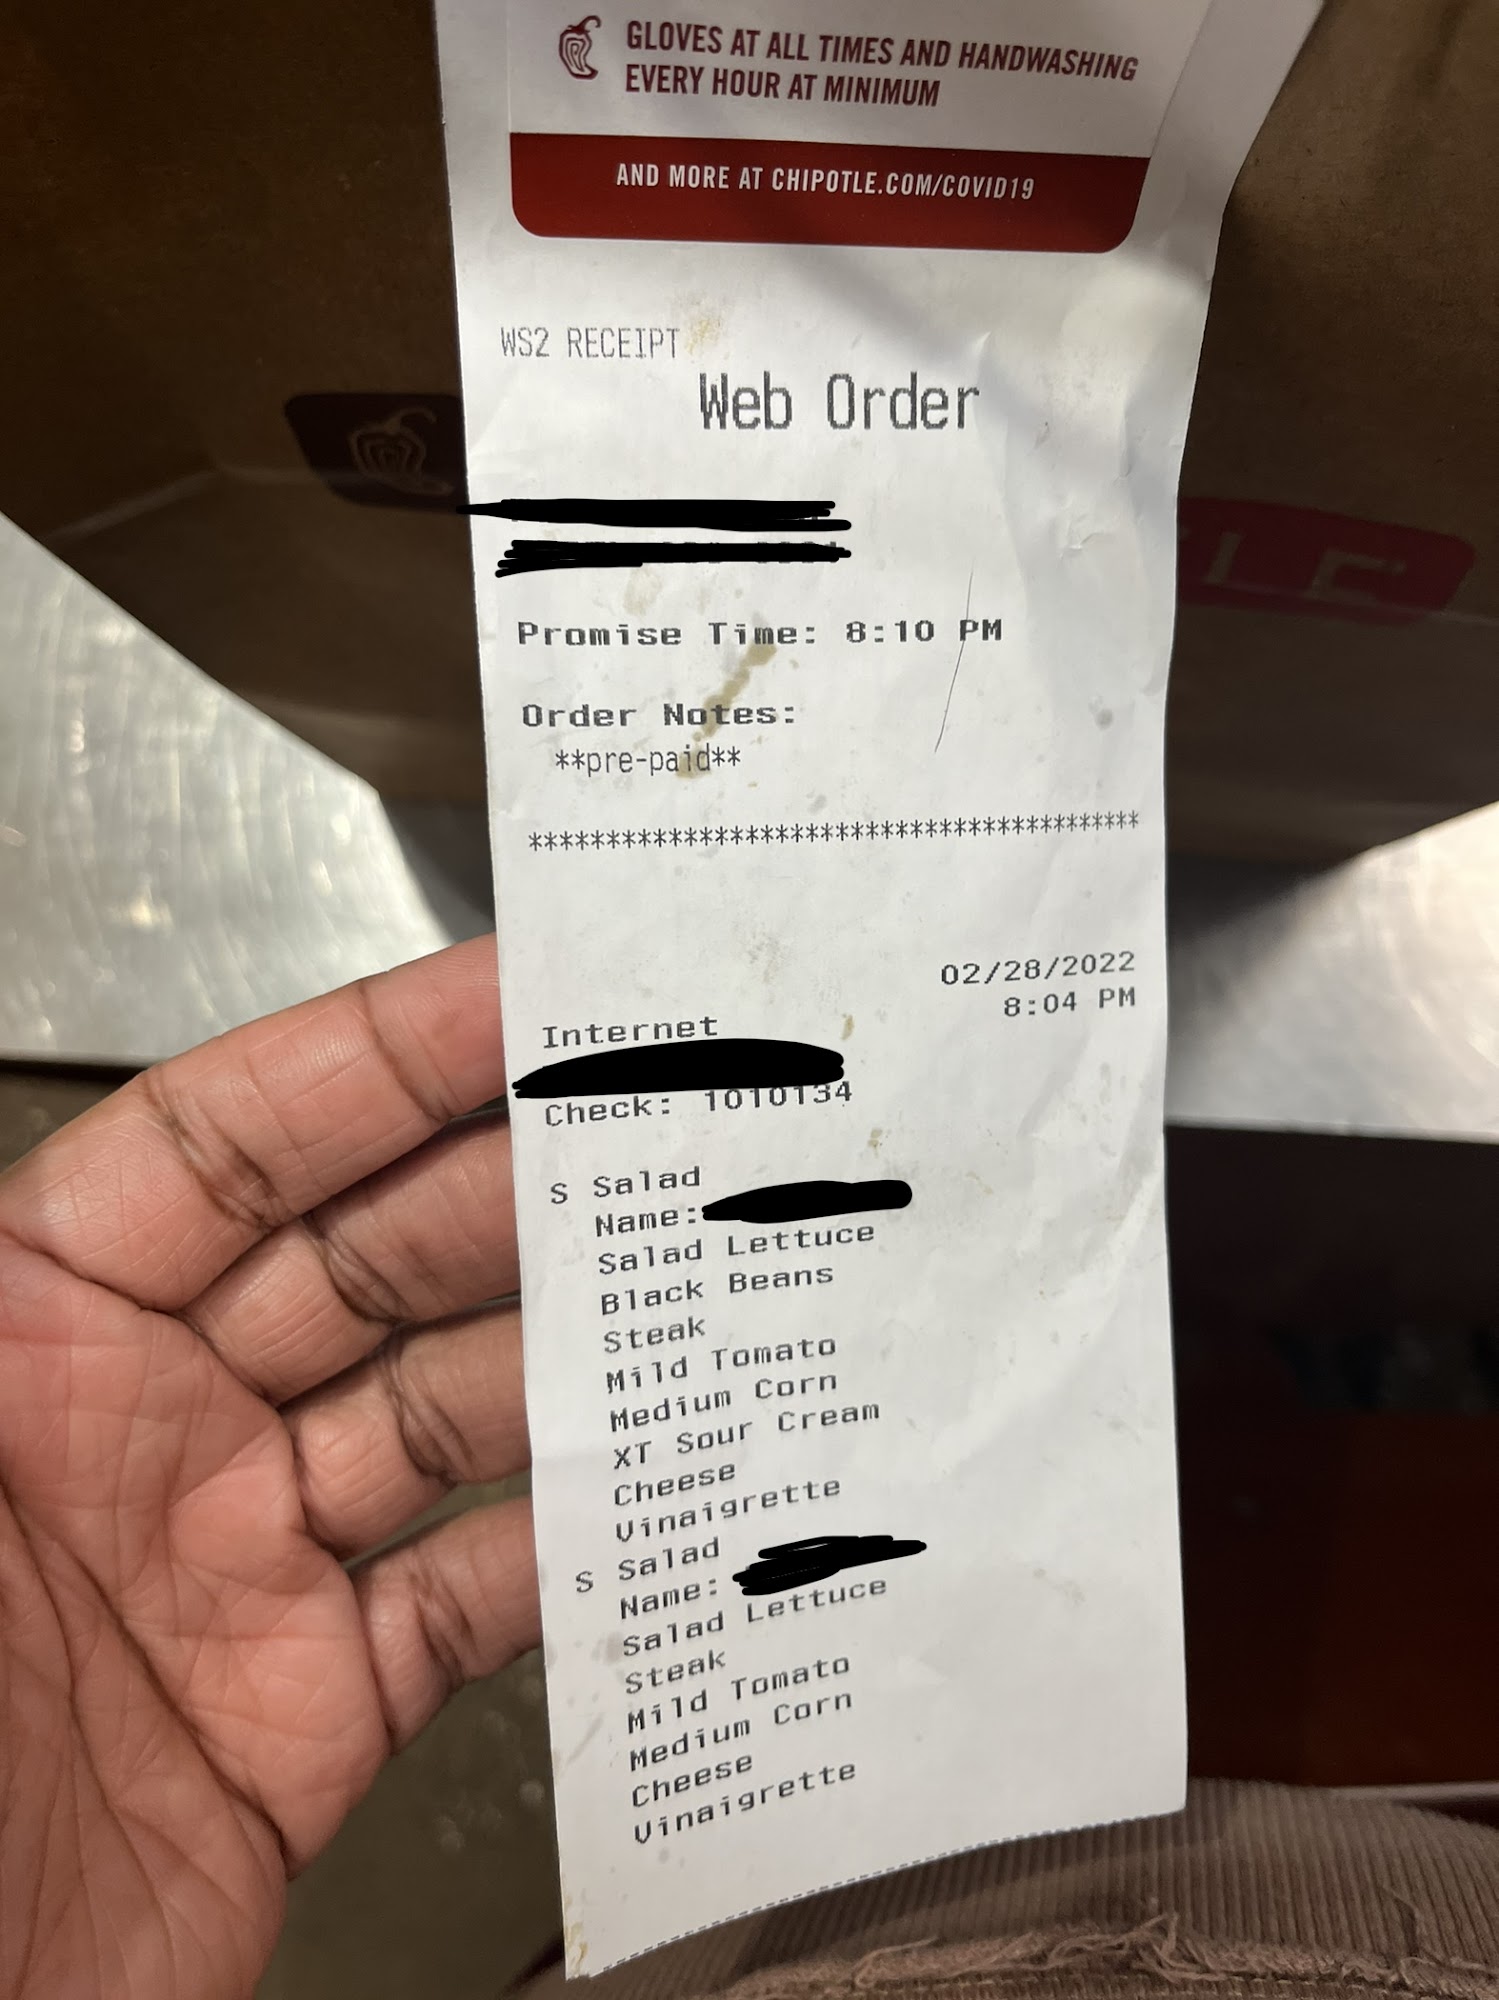 GLOVES AT ALL TIMES AND HANDWASHING
EVERY HOUR AT MINIMUM
AND MORE AT CHIPOTLE.COM/COVID19
WS2 RECEIPT
Web Order
Promise Time: 8:10 PM
Order Notes:
**pre-paid**
****************************************
02/28/2022
8:04 PM
Internet
Check: 1010134
S Salad
Name:
Salad Lettuce
Black Beans
Steak
Mild Tomato
Medium Corn
XT Sour Cream
Cheese
Vinaigrette
S Salad
Name:
Salad Lettuce
Steak
Mild Tomato
Medium Corn
Cheese
Vinaigrette